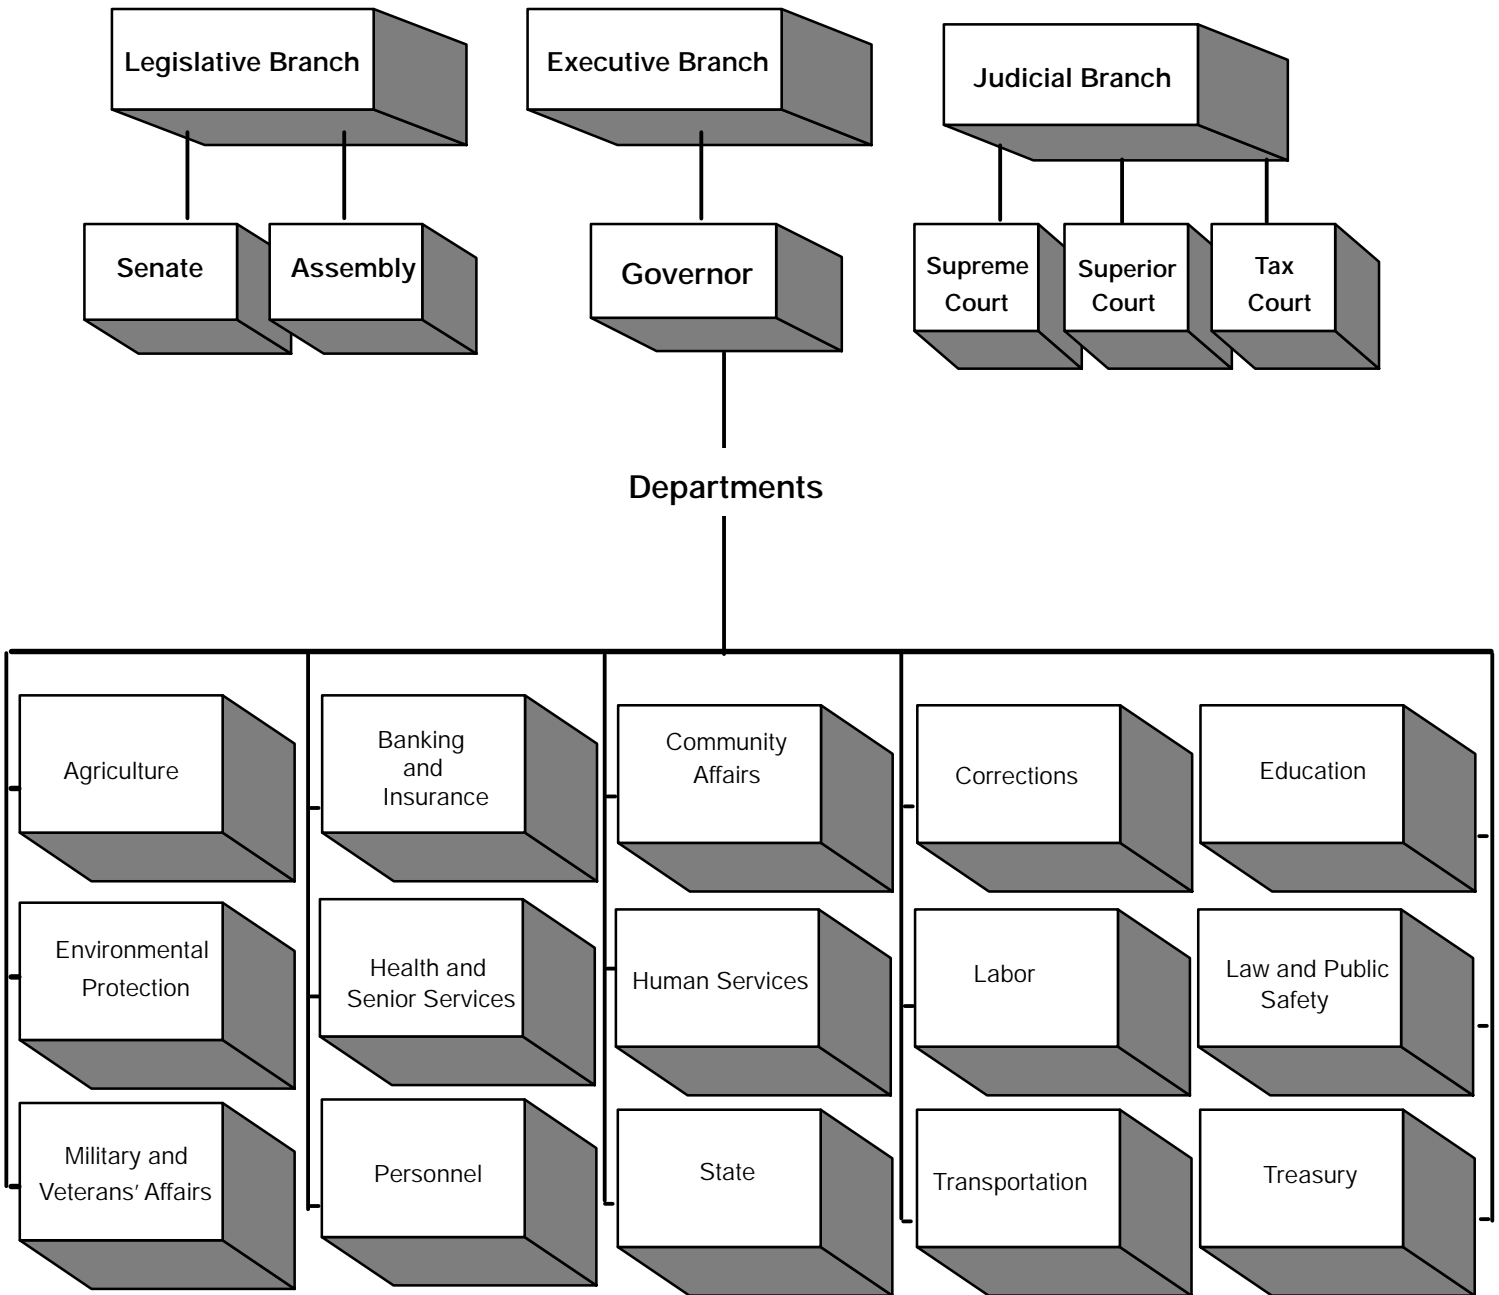 Legislative Branch
Executive Branch
Judicial Branch
Senate
Assembly
Governor
Supreme
Court
Superior
Court
Tax
Court
Departments
Agriculture
Banking
and
Insurance
Community
Affairs
Corrections
Education
Environmental
Protection
Health and
Senior Services
Human Services
Labor
Law and Public
Safety
Military and
Veterans’ Affairs
Personnel
State
Transportation
Treasury